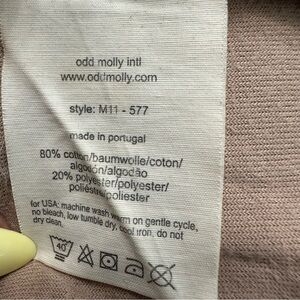 odd molly intl
www.oddmolly.com
style: M11 - 577
made in portugal
80% cotton/baumwolle/coton/
algodón/algodão
20% polyester/polyester/
poliéster/poliester
for USA: machine wash warm on gentle cycle,
no bleach, low tumble dry, cool iron, do not
dry clean.
40